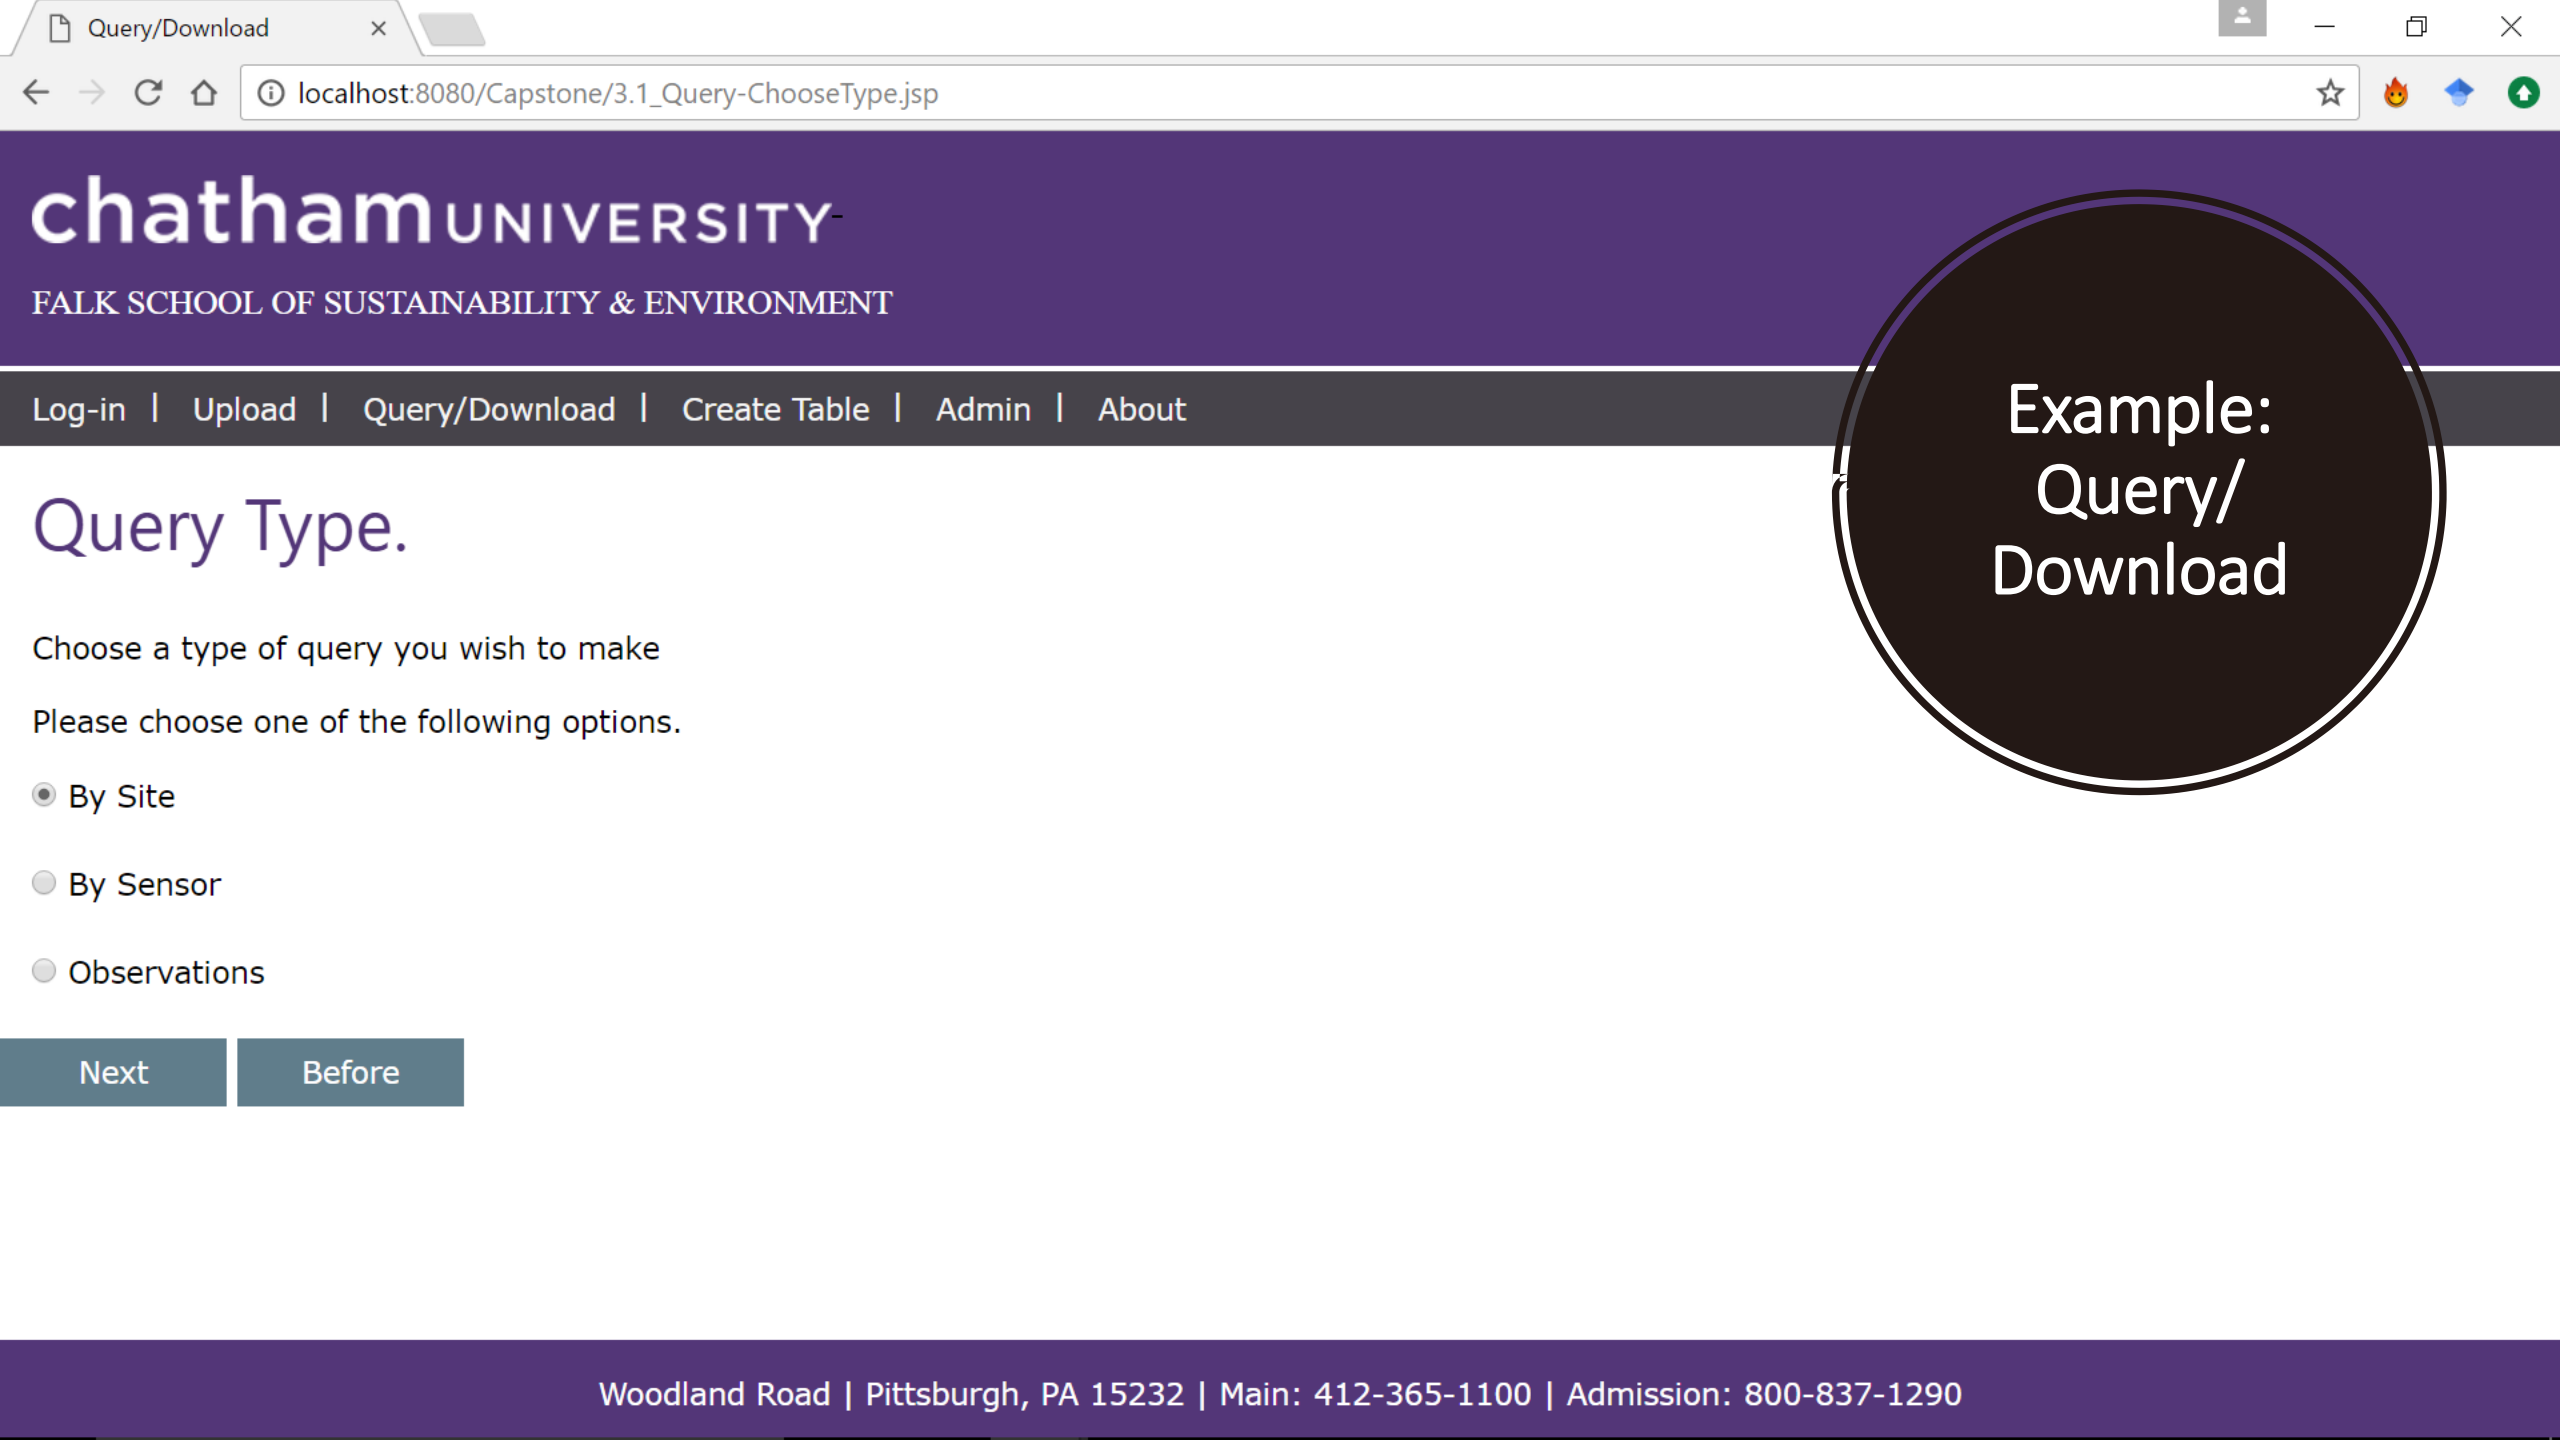 Query/Download
localhost:8080/Capstone/3.1_Query-ChooseType.jsp
chatham UNIVERSITY
FALK SCHOOL OF SUSTAINABILITY & ENVIRONMENT
Log-in | Upload | Query/Download | Create Table | Admin | About
Example:
Query/
Download
Query Type.
Choose a type of query you wish to make
Please choose one of the following options.
By Site
By Sensor
Observations
Next Before
Woodland Road | Pittsburgh, PA 15232 | Main: 412-365-1100 | Admission: 800-837-1290